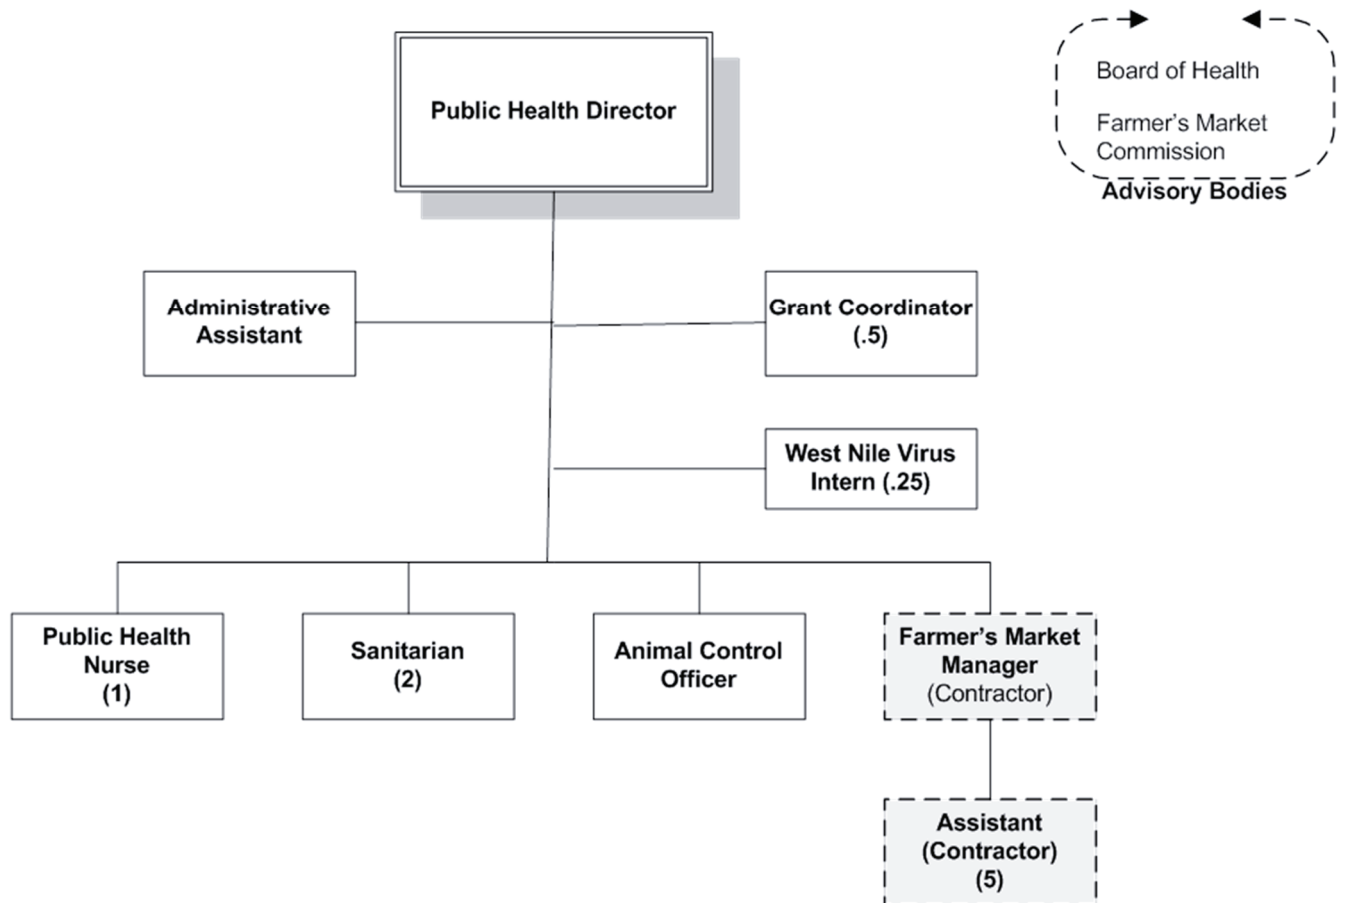 Public Health Director
Board of Health
Farmer's Market
Commission
Advisory Bodies
Administrative
Assistant
Grant Coordinator
(.5)
West Nile Virus
Intern (.25)
Public Health
Nurse
(1)
Sanitarian
(2)
Animal Control
Officer
Farmer's Market
Manager
(Contractor)
Assistant
(Contractor)
(5)